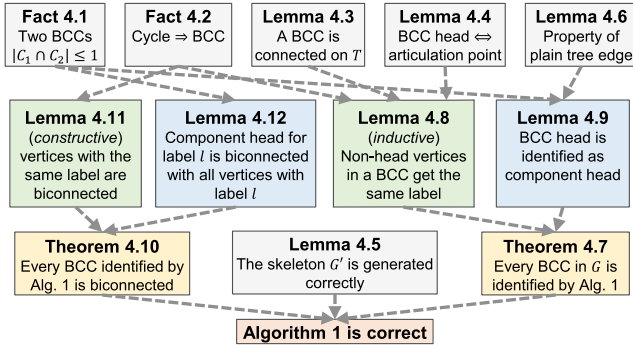 Fact 4.1
Two BCCs
|C₁ ∩ C₂| ≤ 1
Fact 4.2
Cycle ⇒ BCC
Lemma 4.3
A BCC is
connected on T
Lemma 4.4
BCC head ⇔
articulation point
Lemma 4.6
Property of
plain tree edge
Lemma 4.11
(constructive)
vertices with the
same label are
biconnected
Lemma 4.12
Component head for
label l is biconnected
with all vertices with
label l
Lemma 4.8
(inductive)
Non-head vertices
in a BCC get the
same label
Lemma 4.9
BCC head is
identified as
component head
Theorem 4.10
Every BCC identified by
Alg. 1 is biconnected
Lemma 4.5
The skeleton G′ is generated
correctly
Theorem 4.7
Every BCC in G is
identified by Alg. 1
Algorithm 1 is correct